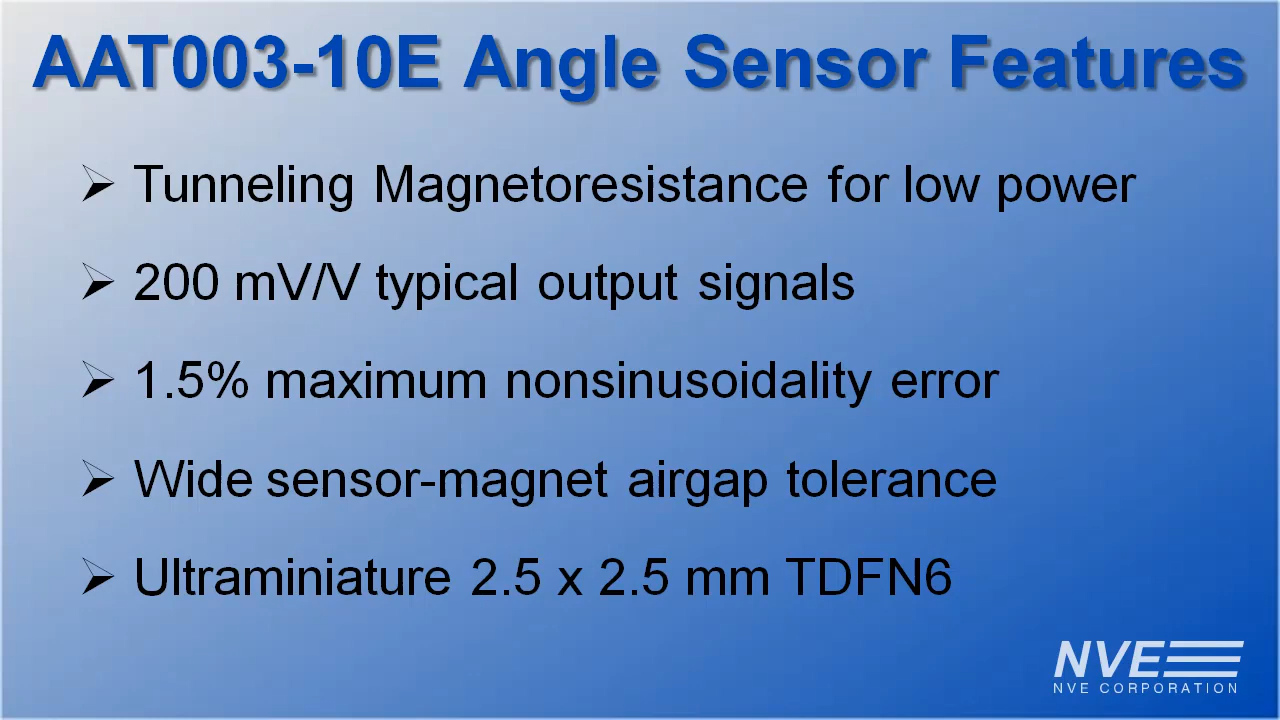 AAT003-10E Angle Sensor Features
➢ Tunneling Magnetoresistance for low power
➢ 200 mV/V typical output signals
➢ 1.5% maximum nonsinusoidality error
➢ Wide sensor-magnet airgap tolerance
➢ Ultraminiature 2.5 x 2.5 mm TDFN6
NVE
NVE CORPORATION